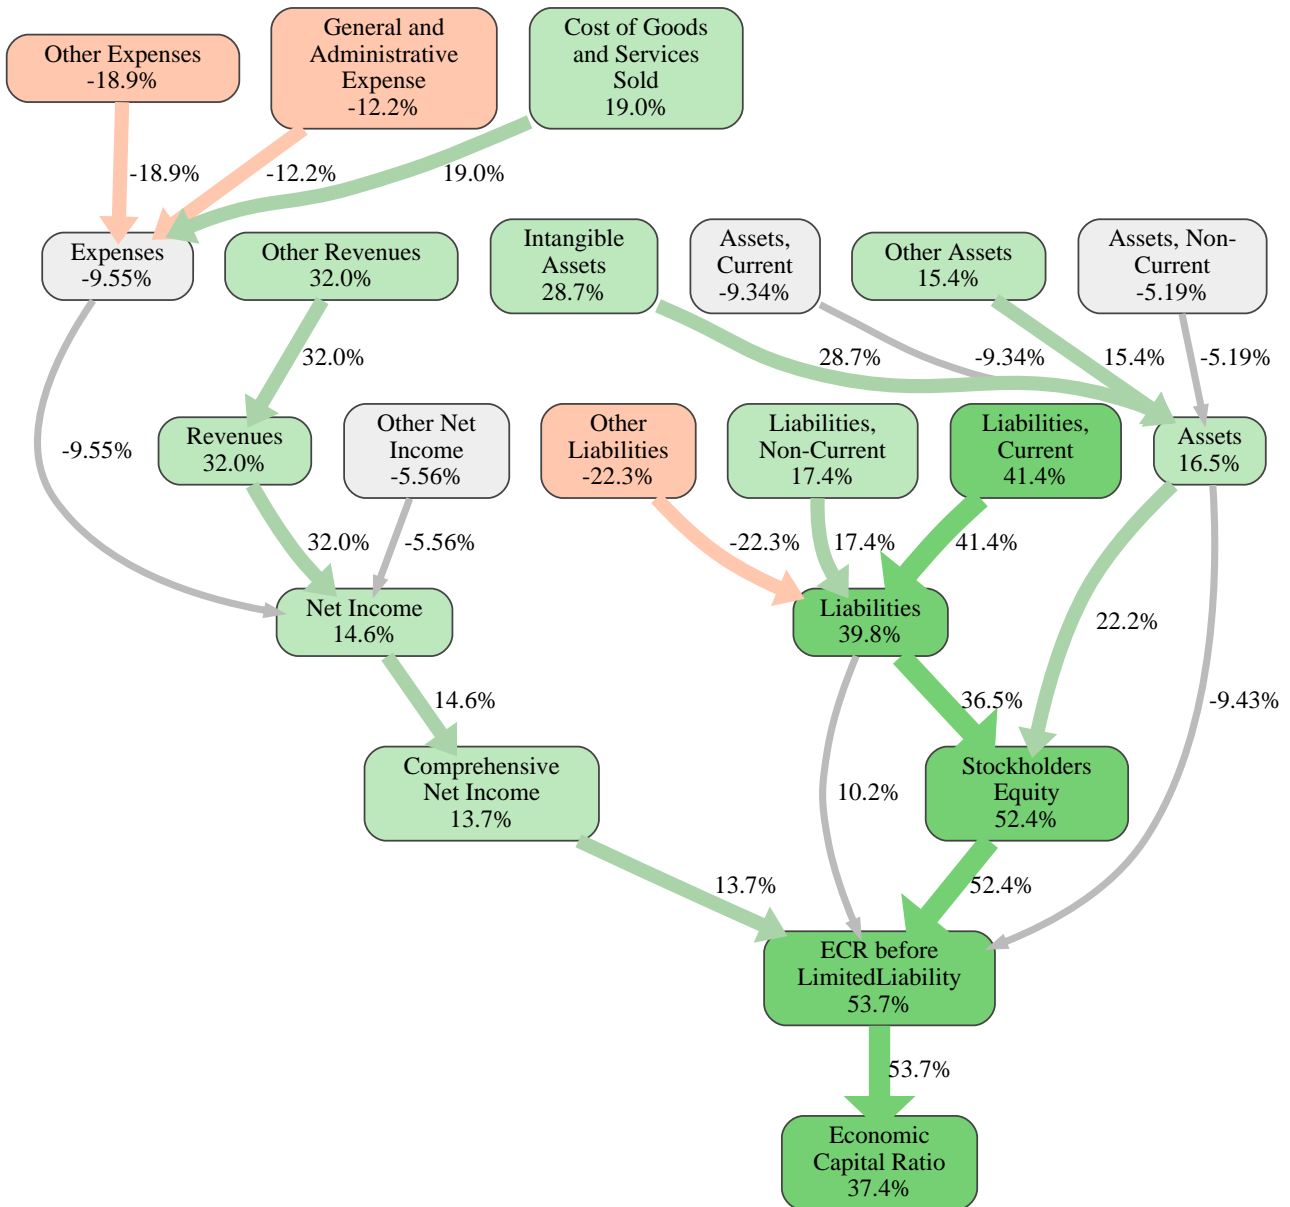 Other Expenses
-18.9%
General and
Administrative
Expense
-12.2%
Cost of Goods
and Services
Sold
19.0%
-18.9%
-12.2%
19.0%
Expenses
-9.55%
Other Revenues
32.0%
Intangible
Assets
28.7%
Assets,
Current
-9.34%
Other Assets
15.4%
Assets, Non-
Current
-5.19%
32.0%
28.7%
-9.34%
15.4%
-5.19%
Revenues
32.0%
Other Net
Income
-5.56%
Other
Liabilities
-22.3%
Liabilities,
Non-Current
17.4%
Liabilities,
Current
41.4%
Assets
16.5%
-9.55%
32.0%
-5.56%
-22.3%
17.4%
41.4%
Net Income
14.6%
Liabilities
39.8%
22.2%
14.6%
36.5%
-9.43%
Comprehensive
Net Income
13.7%
10.2%
Stockholders
Equity
52.4%
13.7%
52.4%
ECR before
LimitedLiability
53.7%
53.7%
Economic
Capital Ratio
37.4%